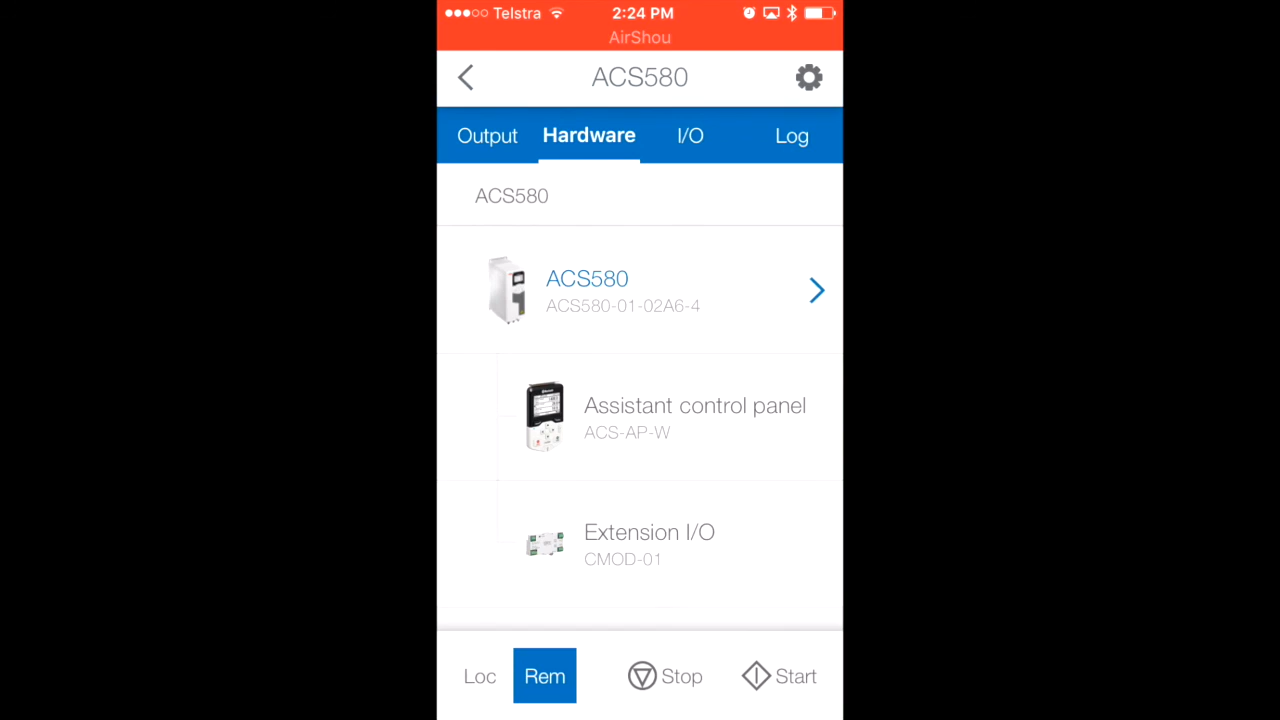 Telstra 2:24 PM
AirShou
ACS580
Output Hardware I/O Log
ACS580
ACS580
ACS580-01-02A6-4
Assistant control panel
ACS-AP-W
Extension I/O
CMOD-01
Loc Rem Stop Start